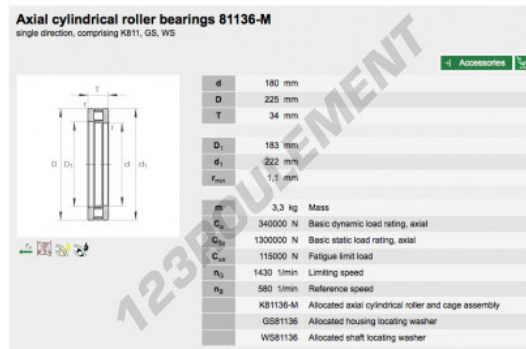 Axial cylindrical roller bearings 81136-M
single direction, comprising K811, GS, WS
Accessories
d 180 mm
D 225 mm
T 34 mm
D1 183 mm
d1 222 mm
rmin 1,1 mm
m 3,3 kg Mass
Ca 340000 N Basic dynamic load rating, axial
C0a 1300000 N Basic static load rating, axial
Cua 115000 N Fatigue limit load
nG 1430 1/min Limiting speed
nB 580 1/min Reference speed
K81136-M Allocated axial cylindrical roller and cage assembly
GS81136 Allocated housing locating washer
WS81136 Allocated shaft locating washer
T
r
r
D D1 d d1
123ROULEMENT